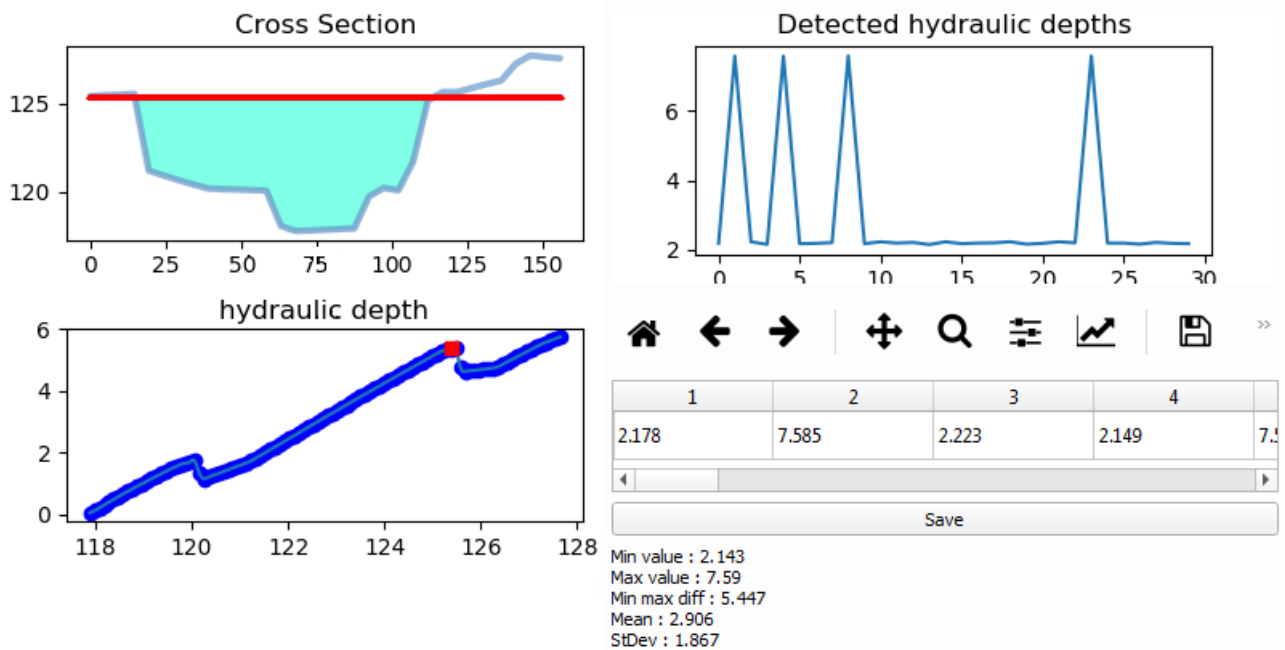 Cross Section
125
120
0 25 50 75 100 125 150
hydraulic depth
6
4
2
0
118 120 122 124 126 128
Detected hydraulic depths
6
4
2
0 5 10 15 20 25 30
»
1 2 3 4
2.178 7.585 2.223 2.149
Save
Min value : 2.143
Max value : 7.59
Min max diff : 5.447
Mean : 2.906
StDev : 1.867